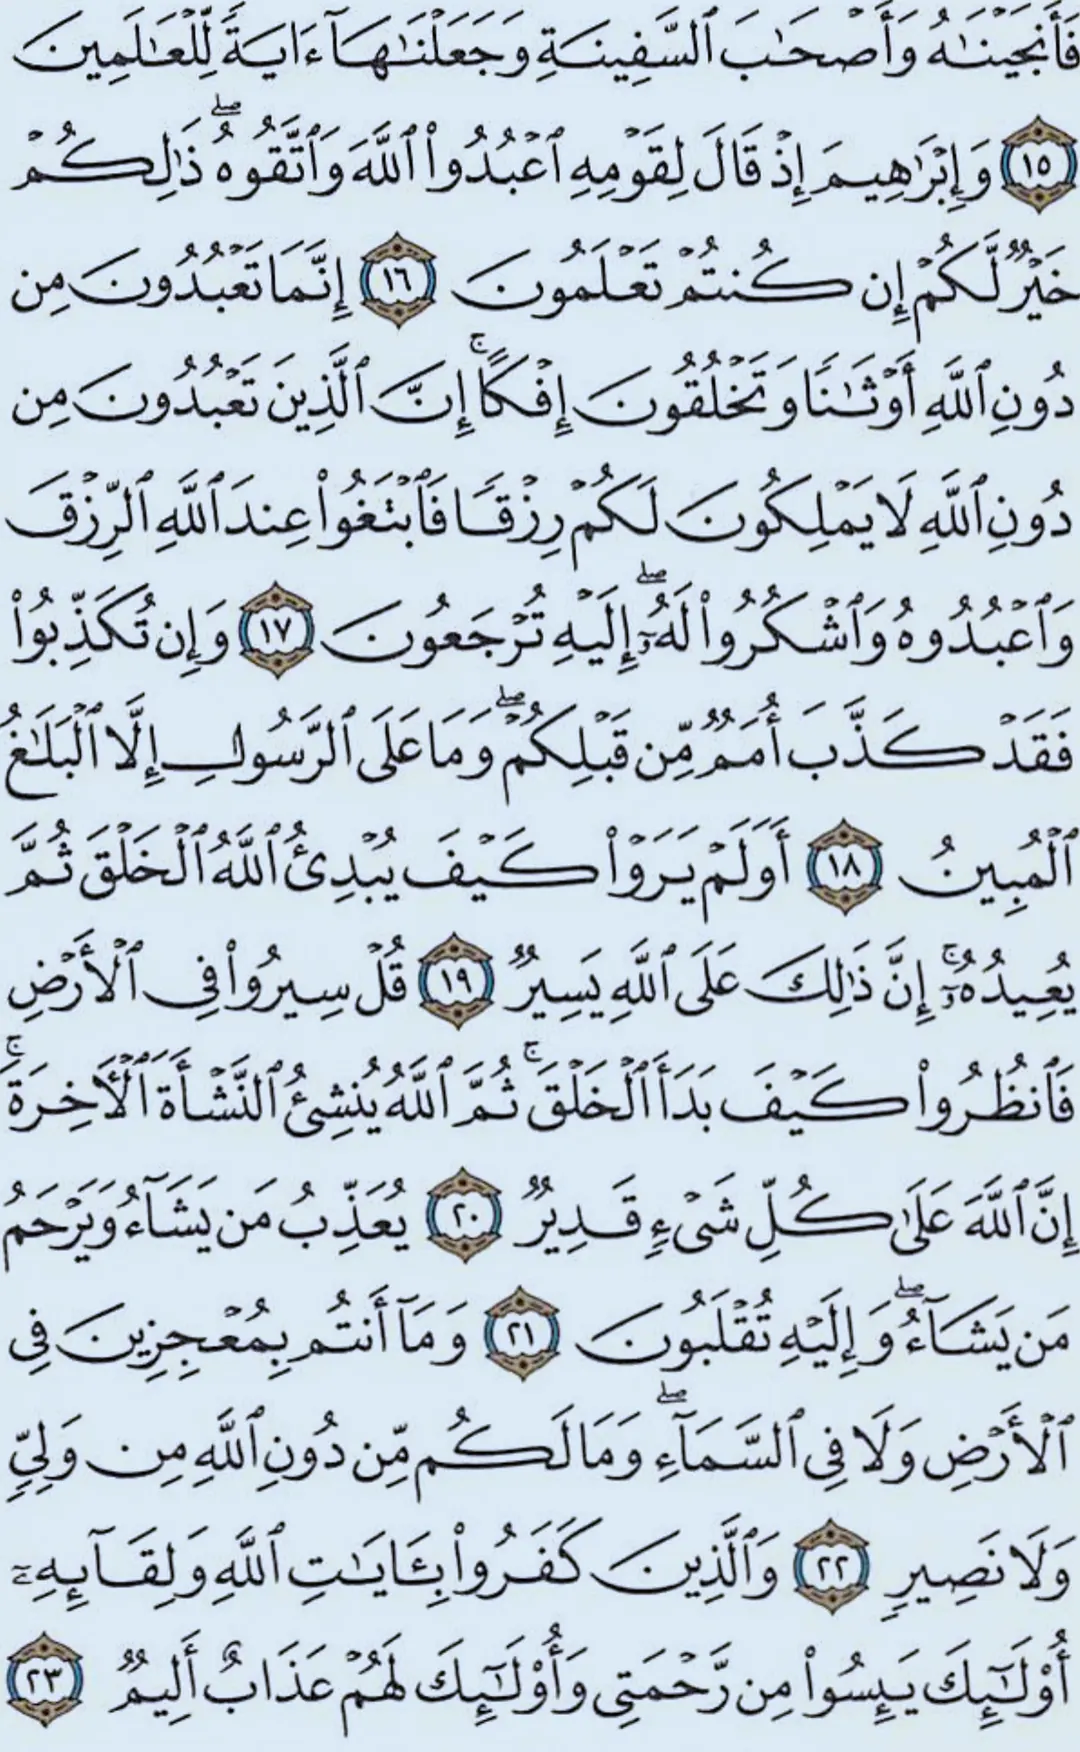 فَأَنجَيْنَٰهُ وَأَصْحَٰبَ ٱلسَّفِينَةِ وَجَعَلْنَٰهَآ ءَايَةً لِّلْعَٰلَمِينَ
۝١٥ وَإِبْرَٰهِيمَ إِذْ قَالَ لِقَوْمِهِ ٱعْبُدُوا۟ ٱللَّهَ وَٱتَّقُوهُ ۖ ذَٰلِكُمْ
خَيْرٌ لَّكُمْ إِن كُنتُمْ تَعْلَمُونَ ۝١٦ إِنَّمَا تَعْبُدُونَ مِن
دُونِ ٱللَّهِ أَوْثَٰنًا وَتَخْلُقُونَ إِفْكًا ۚ إِنَّ ٱلَّذِينَ تَعْبُدُونَ مِن
دُونِ ٱللَّهِ لَا يَمْلِكُونَ لَكُمْ رِزْقًا فَٱبْتَغُوا۟ عِندَ ٱللَّهِ ٱلرِّزْقَ
وَٱعْبُدُوهُ وَٱشْكُرُوا۟ لَهُۥٓ ۖ إِلَيْهِ تُرْجَعُونَ ۝١٧ وَإِن تُكَذِّبُوا۟
فَقَدْ كَذَّبَ أُمَمٌ مِّن قَبْلِكُمْ ۖ وَمَا عَلَى ٱلرَّسُولِ إِلَّا ٱلْبَلَٰغُ
ٱلْمُبِينُ ۝١٨ أَوَلَمْ يَرَوْا۟ كَيْفَ يُبْدِئُ ٱللَّهُ ٱلْخَلْقَ ثُمَّ
يُعِيدُهُۥٓ ۚ إِنَّ ذَٰلِكَ عَلَى ٱللَّهِ يَسِيرٌ ۝١٩ قُلْ سِيرُوا۟ فِى ٱلْأَرْضِ
فَٱنظُرُوا۟ كَيْفَ بَدَأَ ٱلْخَلْقَ ۚ ثُمَّ ٱللَّهُ يُنشِئُ ٱلنَّشْأَةَ ٱلْـَٔاخِرَةَ ۚ
إِنَّ ٱللَّهَ عَلَىٰ كُلِّ شَىْءٍ قَدِيرٌ ۝٢٠ يُعَذِّبُ مَن يَشَآءُ وَيَرْحَمُ
مَن يَشَآءُ ۖ وَإِلَيْهِ تُقْلَبُونَ ۝٢١ وَمَآ أَنتُم بِمُعْجِزِينَ فِى
ٱلْأَرْضِ وَلَا فِى ٱلسَّمَآءِ ۖ وَمَا لَكُم مِّن دُونِ ٱللَّهِ مِن وَلِىٍّ
وَلَا نَصِيرٍ ۝٢٢ وَٱلَّذِينَ كَفَرُوا۟ بِـَٔايَٰتِ ٱللَّهِ وَلِقَآئِهِۦٓ
أُو۟لَٰٓئِكَ يَئِسُوا۟ مِن رَّحْمَتِى وَأُو۟لَٰٓئِكَ لَهُمْ عَذَابٌ أَلِيمٌ ۝٢٣